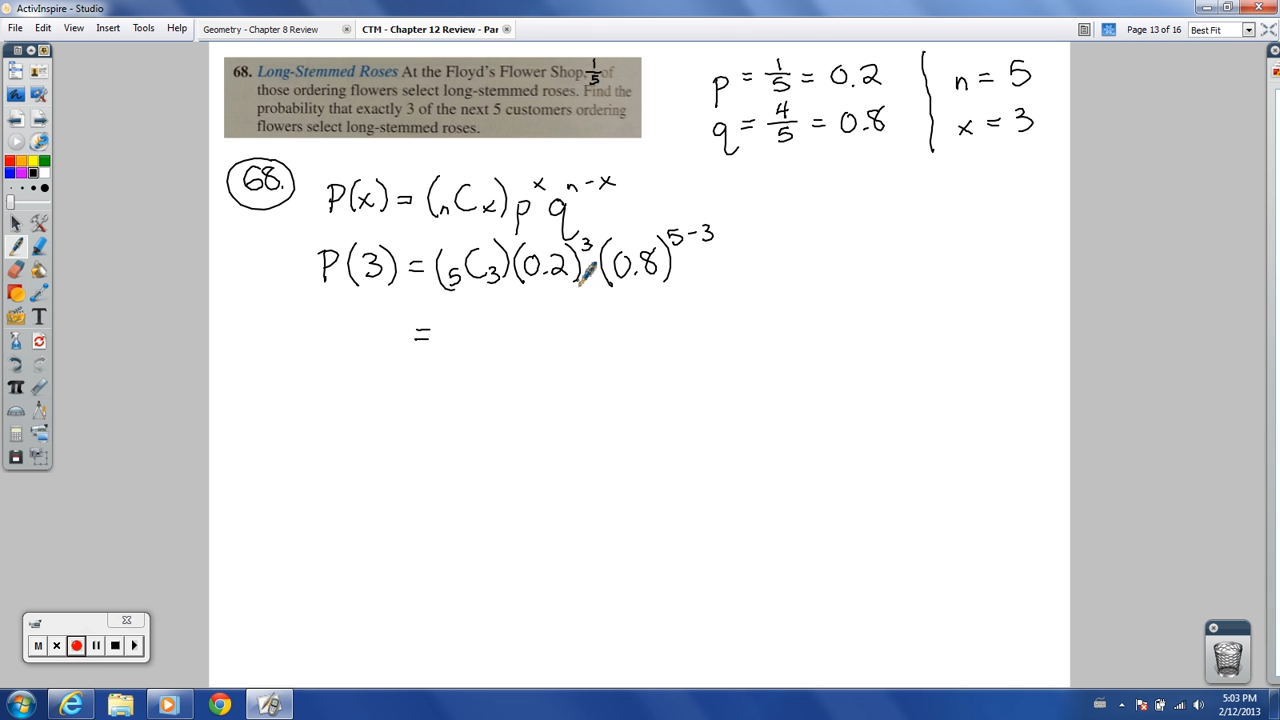 ActivInspire - Studio
File Edit View Insert Tools Help
Geometry - Chapter 8 Review
CTM - Chapter 12 Review - Par
Page 13 of 16
Best Fit
68. Long-Stemmed Roses At the Floyd's Flower Shop, 1/5 of
those ordering flowers select long-stemmed roses. Find the
probability that exactly 3 of the next 5 customers ordering
flowers select long-stemmed roses.
p = 1/5 = 0.2
q = 4/5 = 0.8
n = 5
x = 3
68.
P(x) = (nCx) p^x q^n-x
P(3) = (5C3)(0.2)^3 (0.8)^5-3
=
M
5:03 PM
2/12/2013